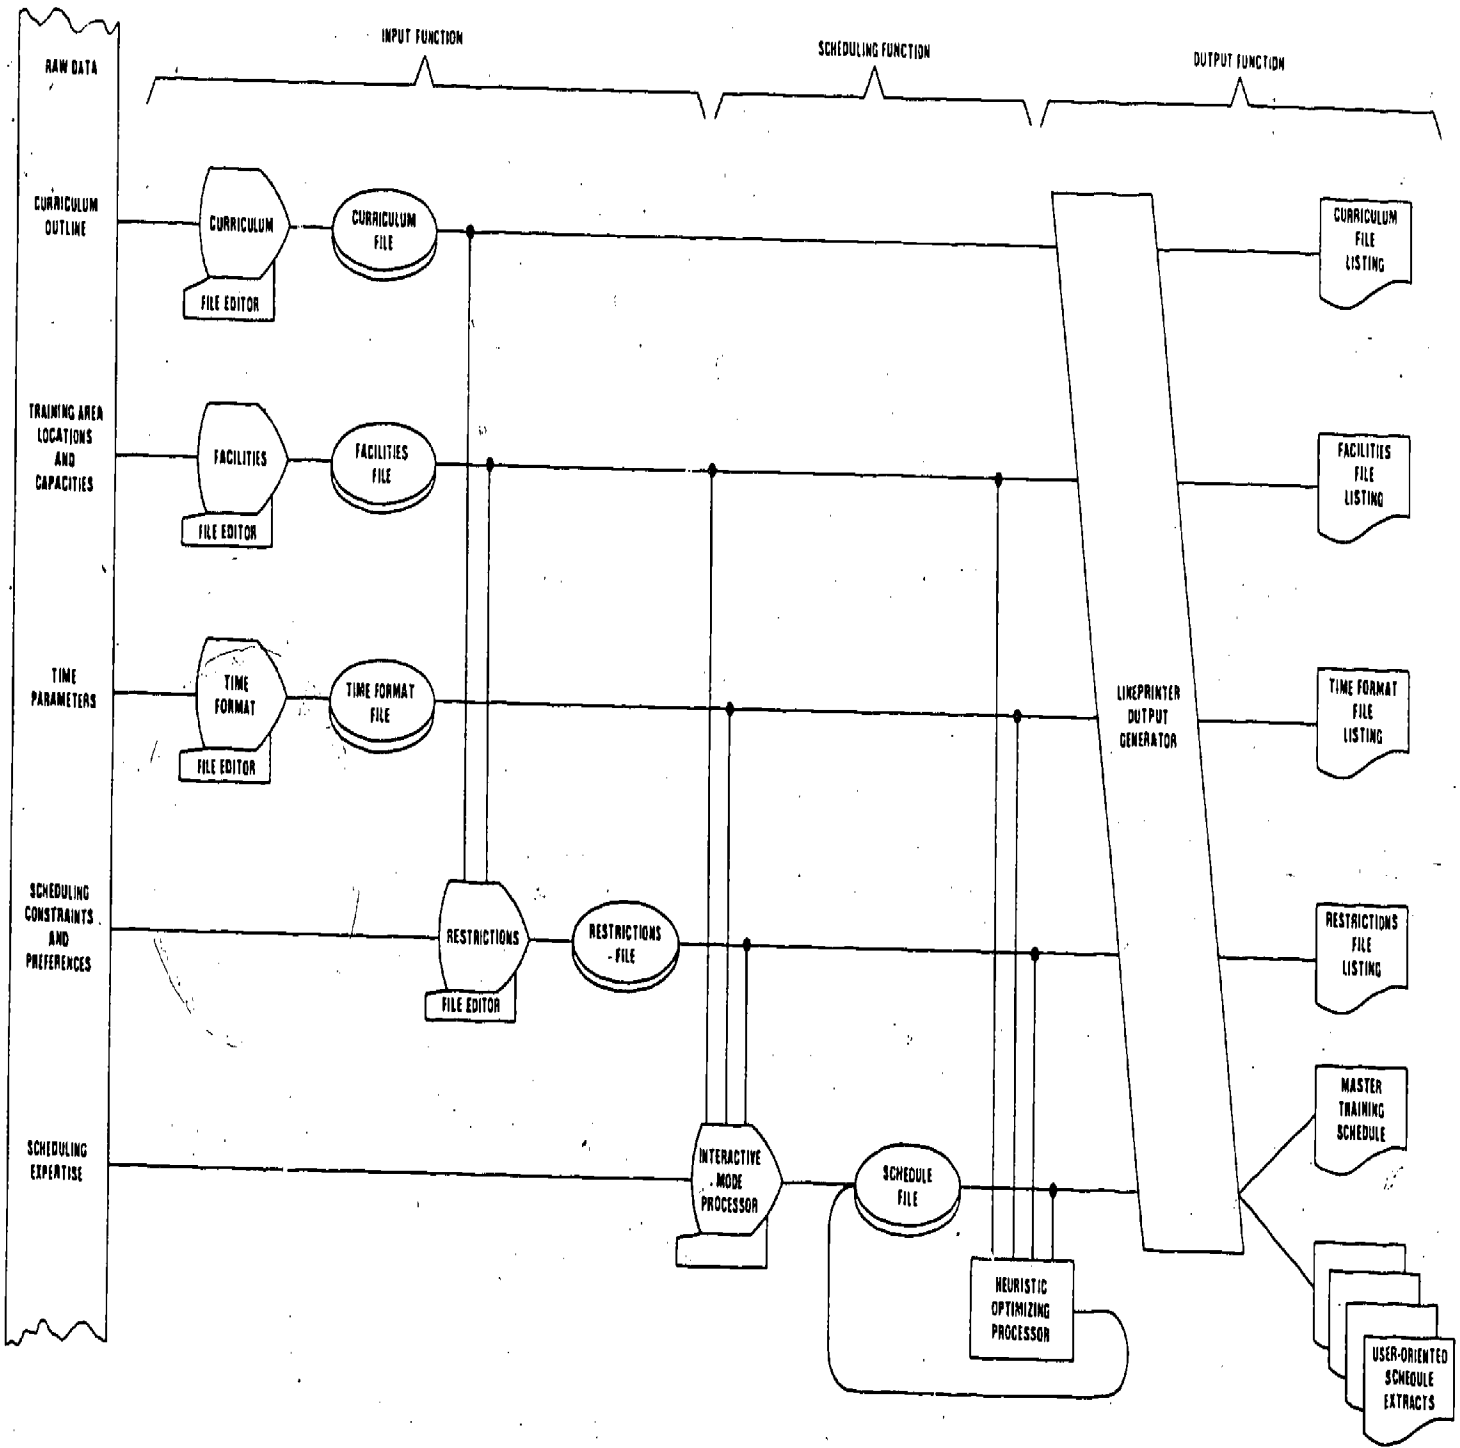 INPUT FUNCTION
SCHEDULING FUNCTION
OUTPUT FUNCTION
RAW DATA
CURRICULUM
OUTLINE
CURRICULUM
FILE EDITOR
CURRICULUM
FILE
CURRICULUM
FILE
LISTING
TRAINING AREA
LOCATIONS
AND
CAPACITIES
FACILITIES
FILE EDITOR
FACILITIES
FILE
FACILITIES
FILE
LISTING
TIME
PARAMETERS
TIME
FORMAT
FILE EDITOR
TIME FORMAT
FILE
LINEPRINTER
OUTPUT
GENERATOR
TIME FORMAT
FILE
LISTING
SCHEDULING
CONSTRAINTS
AND
PREFERENCES
RESTRICTIONS
FILE EDITOR
RESTRICTIONS
FILE
RESTRICTIONS
FILE
LISTING
SCHEDULING
EXPERTISE
INTERACTIVE
MODE
PROCESSOR
SCHEDULE
FILE
HEURISTIC
OPTIMIZING
PROCESSOR
MASTER
TRAINING
SCHEDULE
USER-ORIENTED
SCHEDULE
EXTRACTS